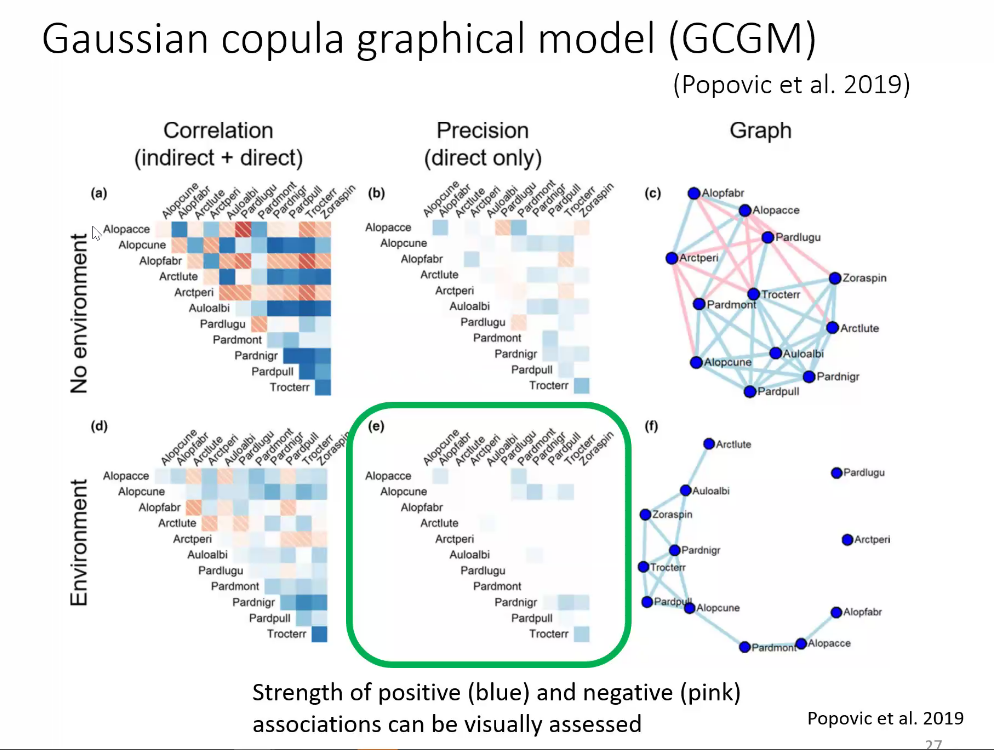 Gaussian copula graphical model (GCGM)
(Popovic et al. 2019)
Correlation
(indirect + direct)
Precision
(direct only)
Graph
No environment
(a)
Alopcune
Alopfabr
Arctlute
Arctperi
Auloalbi
Pardlugu
Pardmont
Pardnigr
Pardpull
Trocterr
Zoraspin
Alopacce
Alopcune
Alopfabr
Arctlute
Arctperi
Auloalbi
Pardlugu
Pardmont
Pardnigr
Pardpull
Trocterr
(b)
Alopcune
Alopfabr
Arctlute
Arctperi
Auloalbi
Pardlugu
Pardmont
Pardnigr
Pardpull
Trocterr
Zoraspin
Alopacce
Alopcune
Alopfabr
Arctlute
Arctperi
Auloalbi
Pardlugu
Pardmont
Pardnigr
Pardpull
Trocterr
(c)
Alopfabr
Alopacce
Pardlugu
Arctperi
Zoraspin
Trocterr
Pardmont
Arctlute
Auloalbi
Alopcune
Pardnigr
Pardpull
Environment
(d)
Alopcune
Alopfabr
Arctlute
Arctperi
Auloalbi
Pardlugu
Pardmont
Pardnigr
Pardpull
Trocterr
Zoraspin
Alopacce
Alopcune
Alopfabr
Arctlute
Arctperi
Auloalbi
Pardlugu
Pardmont
Pardnigr
Pardpull
Trocterr
(e)
Alopcune
Alopfabr
Arctlute
Arctperi
Auloalbi
Pardlugu
Pardmont
Pardnigr
Pardpull
Trocterr
Zoraspin
Alopacce
Alopcune
Alopfabr
Arctlute
Arctperi
Auloalbi
Pardlugu
Pardmont
Pardnigr
Pardpull
Trocterr
(f)
Arctlute
Pardlugu
Auloalbi
Zoraspin
Arctperi
Pardnigr
Trocterr
Pardpull
Alopcune
Alopfabr
Alopacce
Pardmont
Strength of positive (blue) and negative (pink)
associations can be visually assessed
Popovic et al. 2019
27